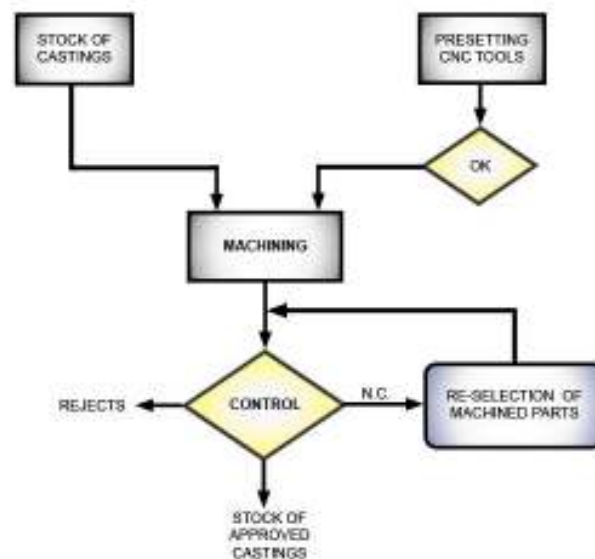 STOCK OF
CASTINGS
PRESETTING
CNC TOOLS
OK
MACHINING
REJECTS
CONTROL
N.C.
RE-SELECTION OF
MACHINED PARTS
STOCK OF
APPROVED
CASTINGS